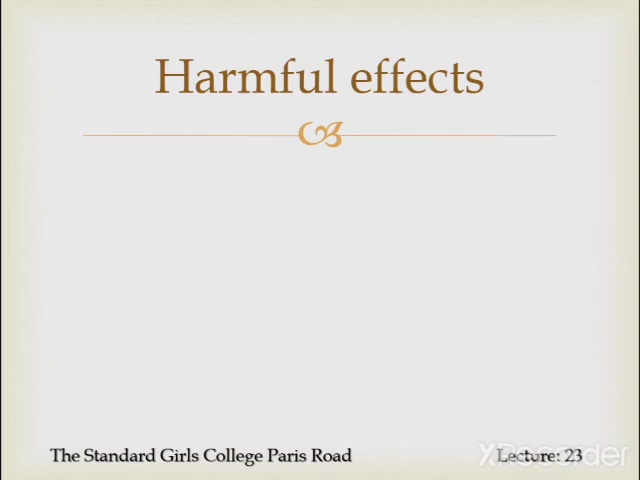 Harmful effects
The Standard Girls College Paris Road
Lecture: 23
XRecorder